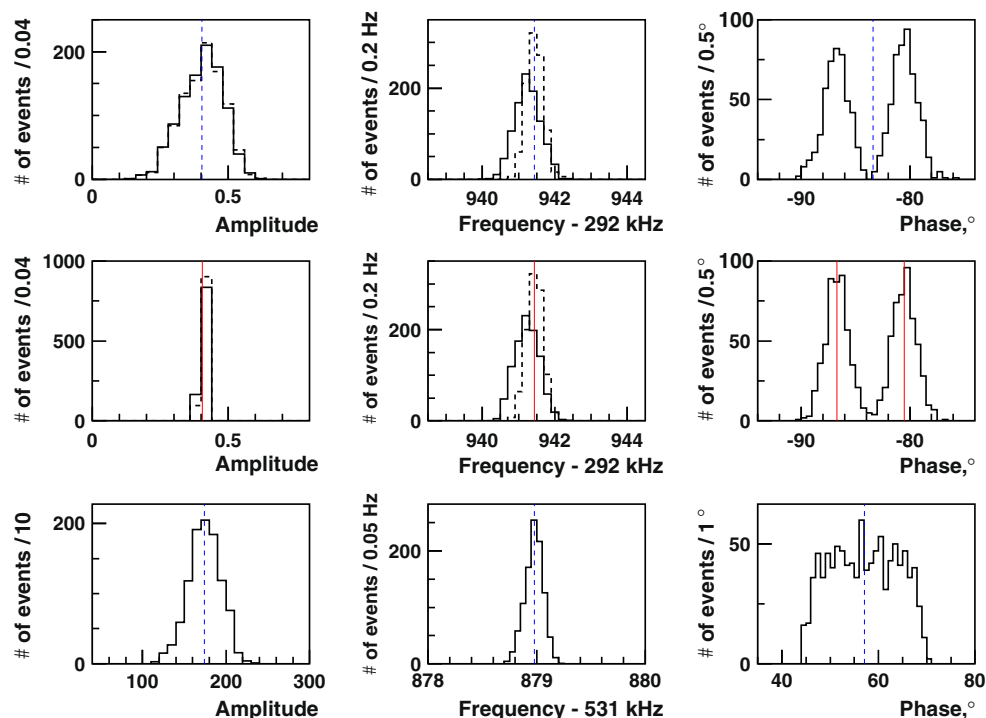 # of events / 0.04
200
100
0
0
0.5
Amplitude
# of events / 0.2 Hz
200
0
940
942
944
Frequency - 292 kHz
# of events / 0.5°
100
50
0
-90
-80
Phase,°
# of events / 0.04
1000
500
0
0
0.5
Amplitude
# of events / 0.2 Hz
200
0
940
942
944
Frequency - 292 kHz
# of events / 0.5°
100
50
0
-90
-80
Phase,°
# of events / 10
200
100
0
100
200
300
Amplitude
# of events / 0.05 Hz
200
0
878
879
880
Frequency - 531 kHz
# of events / 1 °
50
0
40
60
80
Phase,°